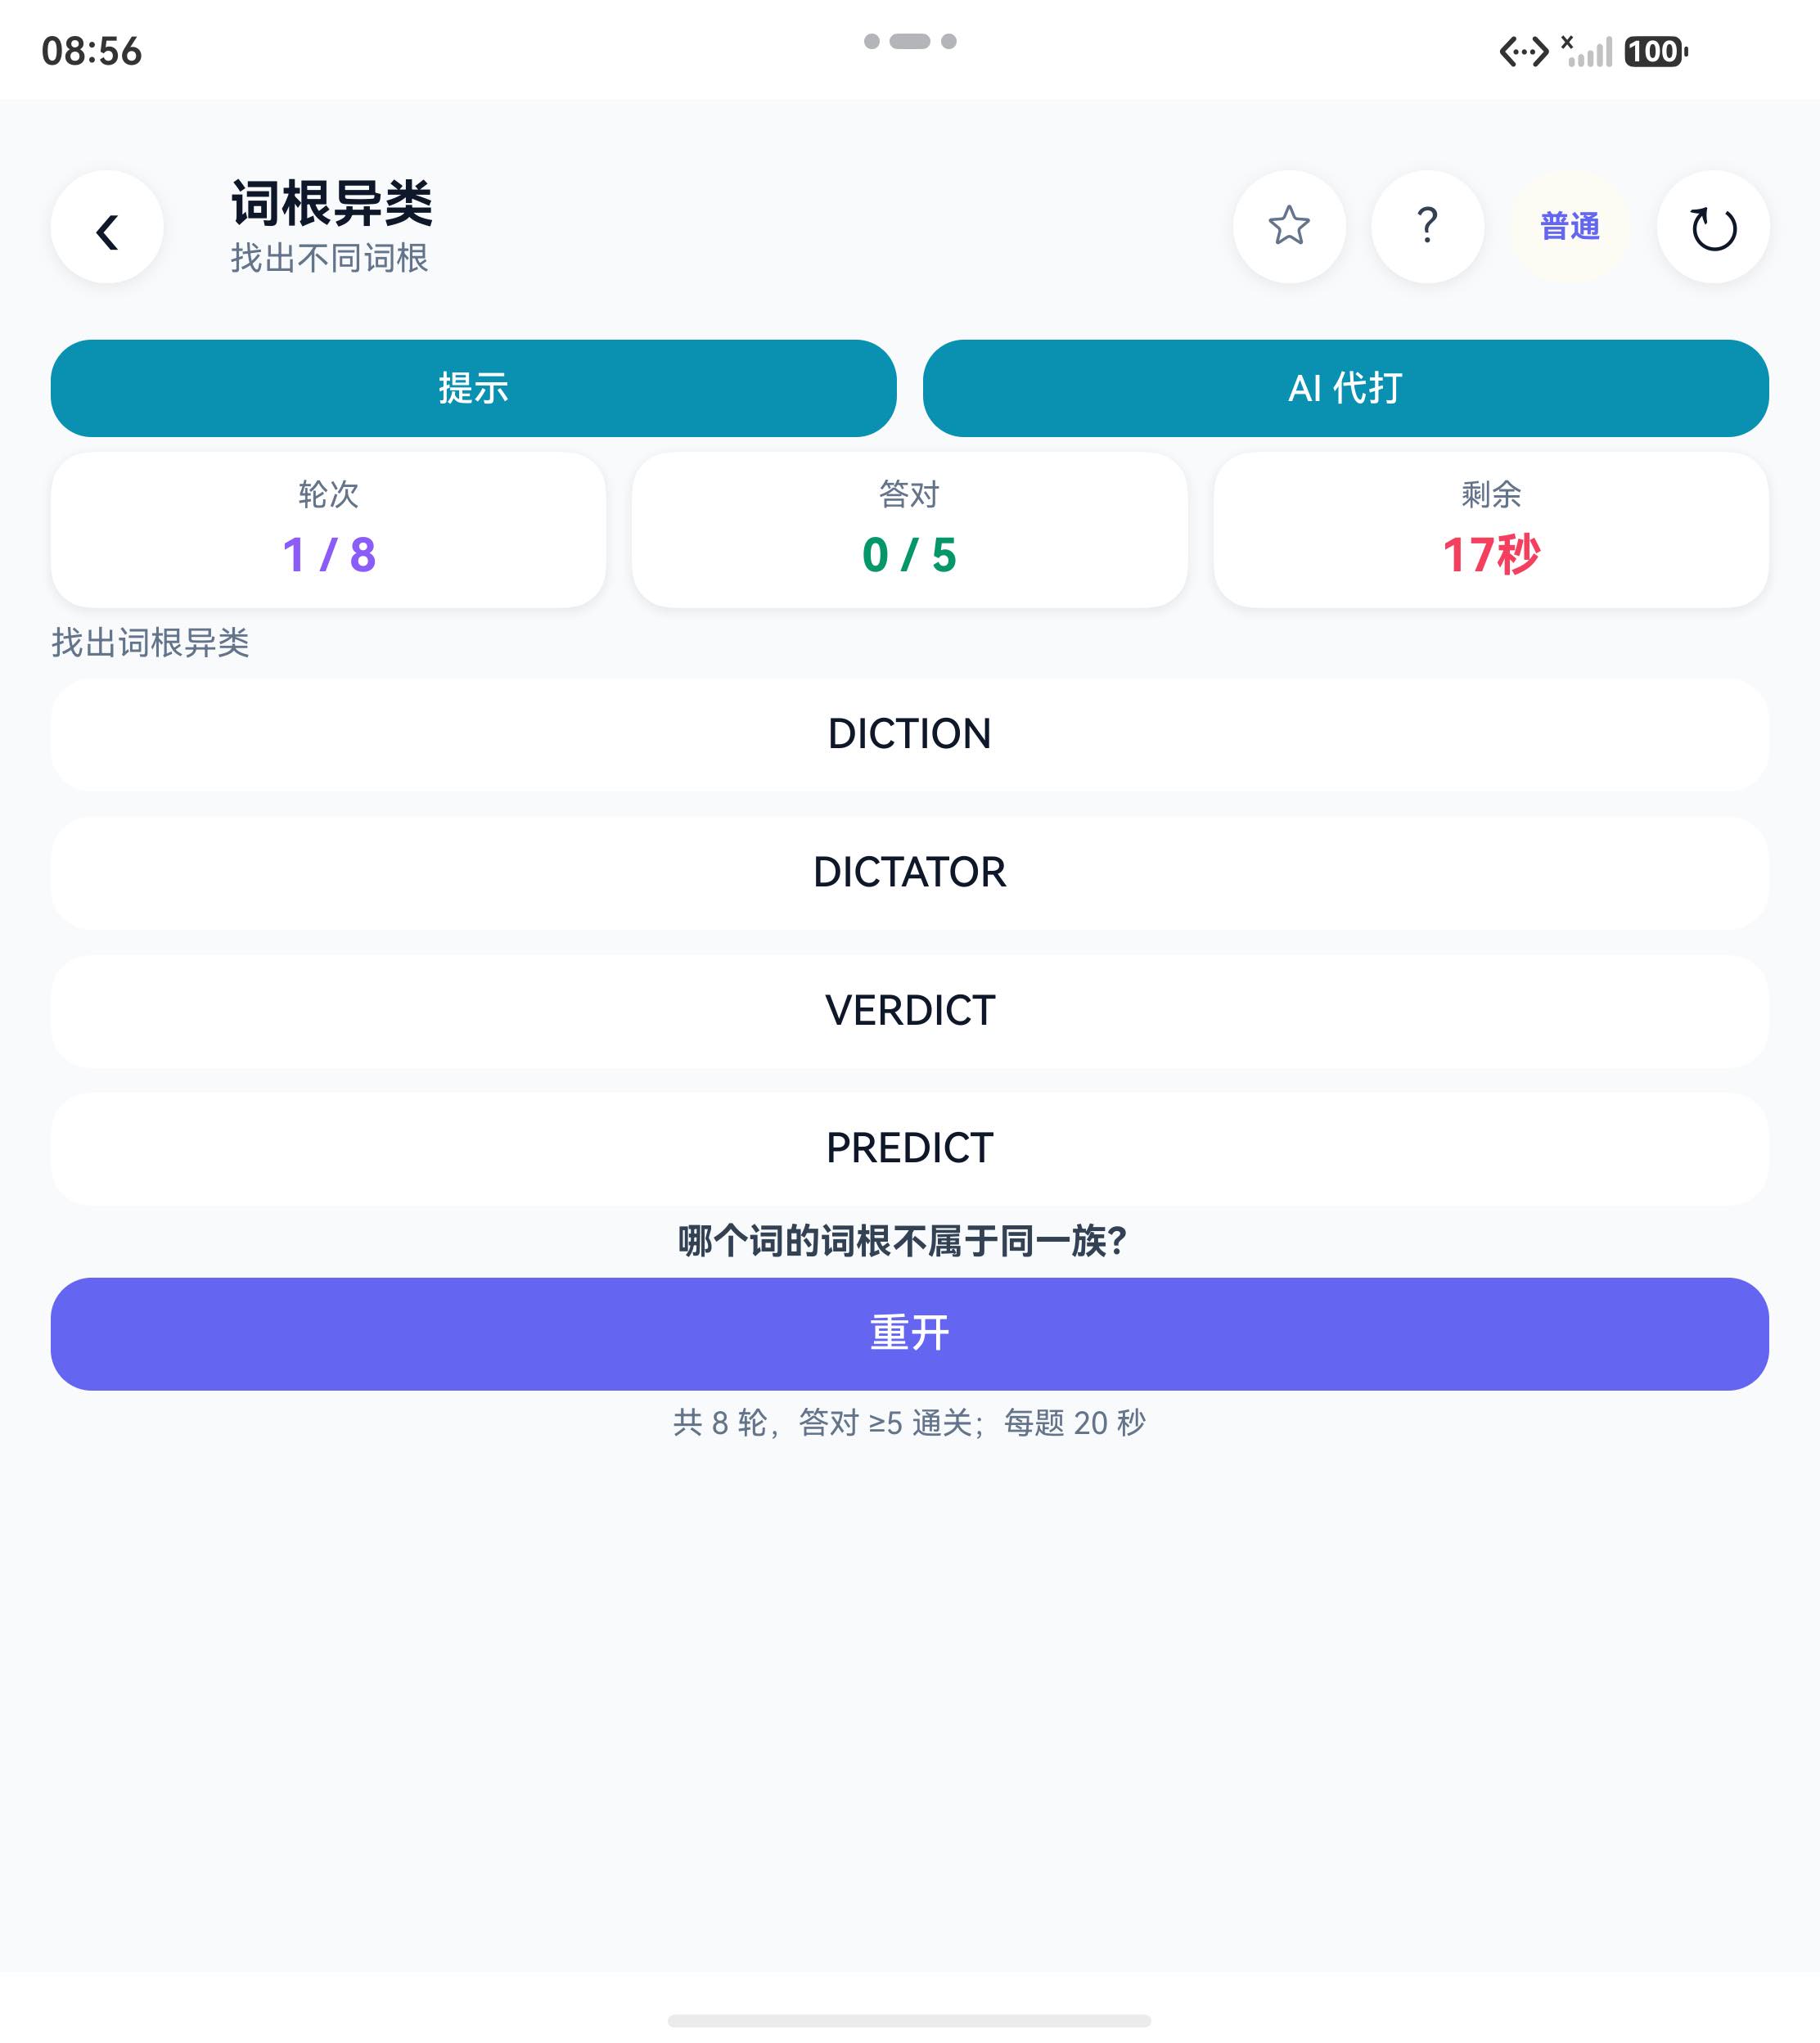 08:56
100
词根异类
找出不同词根
?
普通
提示
AI 代打
轮次
1 / 8
答对
0 / 5
剩余
17秒
找出词根异类
DICTION
DICTATOR
VERDICT
PREDICT
哪个词的词根不属于同一族?
重开
共 8 轮，答对 ≥5 通关；每题 20 秒